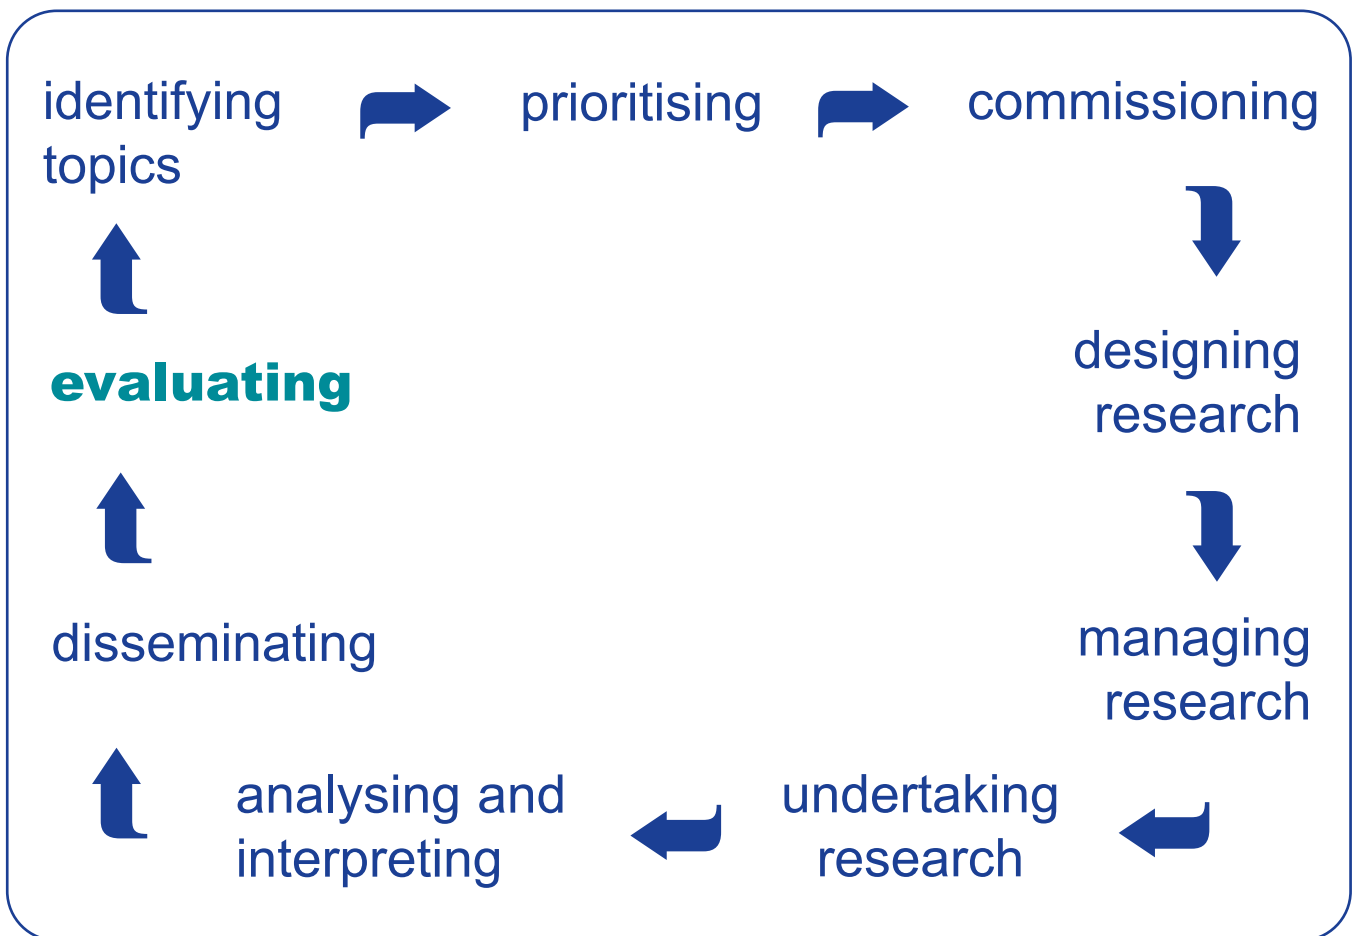 identifying
topics
prioritising
commissioning
designing
research
managing
research
undertaking
research
analysing and
interpreting
disseminating
evaluating